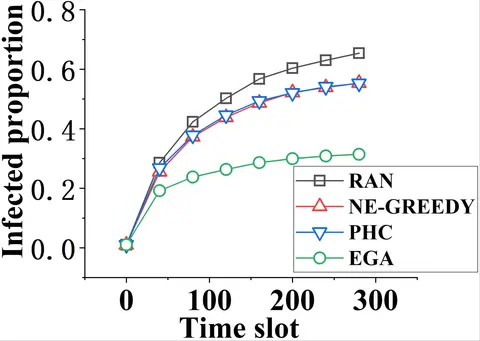 Infected proportion
0.8
0.6
0.4
0.2
0.0
RAN
NE-GREEDY
PHC
EGA
0 100 200 300
Time slot